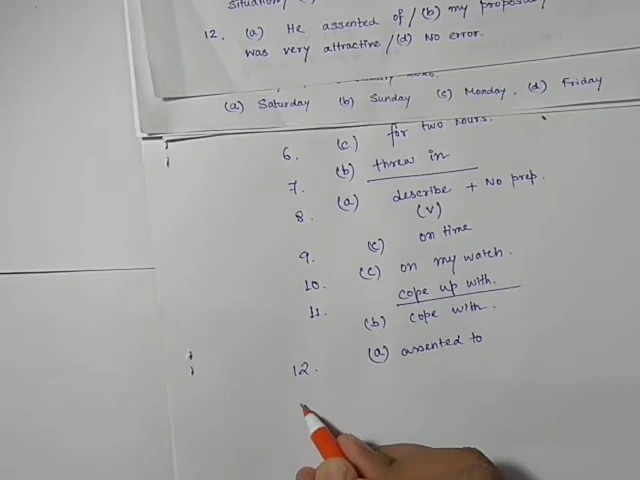 situation/
12. (a) He assented of / (b) my proposal
was very attractive / (d) No error.
(a) Saturday (b) Sunday (c) Monday, (d) Friday
6. (c) for two hours.
7. (b) threw in
8. (a) describe + No prep.
(v)
9. (c) on time
10. (c) on my watch.
11. cope up with.
(b) cope with.
12. (a) assented to